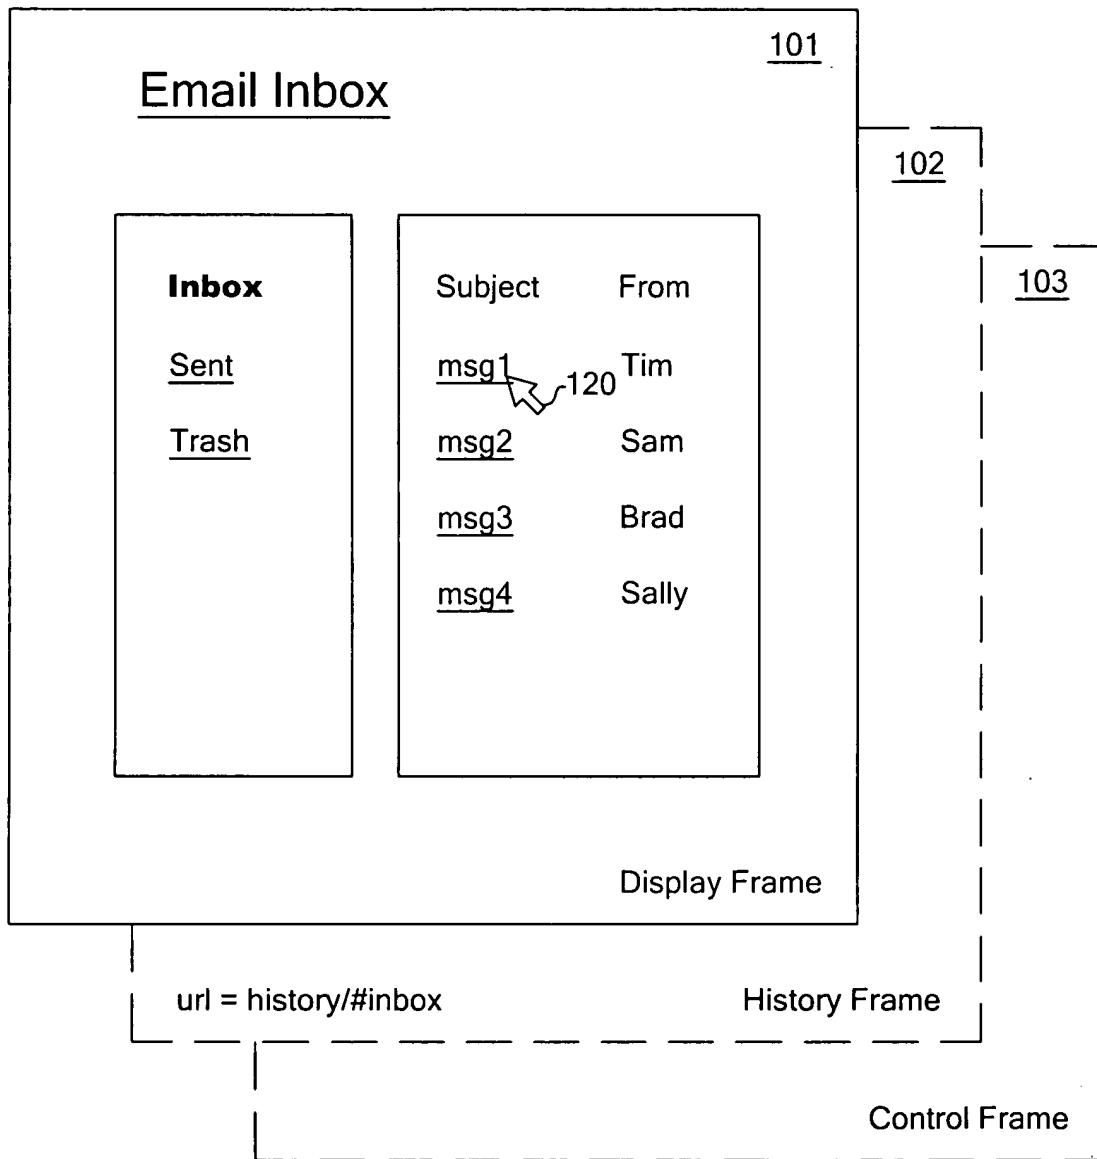 101
Email Inbox
102
103
Inbox
Sent
Trash
Subject From
msg1 Tim
120
msg2 Sam
msg3 Brad
msg4 Sally
Display Frame
url = history/#inbox History Frame
Control Frame